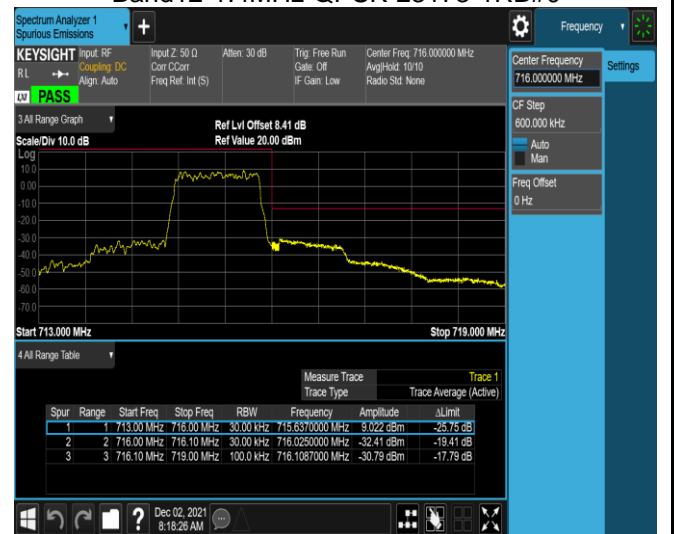 Spectrum Analyzer 1
Spurious Emissions
Frequency
KEYSIGHT
R L
LXI
PASS
Input: RF
Coupling: DC
Align: Auto
Input Z: 50 Ω
Corr CCorr
Freq Ref: Int (S)
Atten: 30 dB
Trig: Free Run
Gate: Off
IF Gain: Low
Center Freq: 716.000000 MHz
Avg|Hold: 10/10
Radio Std: None
Center Frequency
716.000000 MHz
Settings
CF Step
600.000 kHz
Auto
Man
Freq Offset
0 Hz
3 All Range Graph
Scale/Div 10.0 dB
Ref Lvl Offset 8.41 dB
Ref Value 20.00 dBm
Log
10.0
0.00
-10.0
-20.0
-30.0
-40.0
-50.0
-60.0
-70.0
Start 713.000 MHz Stop 719.000 MHz
4 All Range Table
Measure Trace Trace 1
Trace Type Trace Average (Active)
Spur Range Start Freq Stop Freq RBW Frequency Amplitude ΔLimit
1 1 713.00 MHz 716.00 MHz 30.00 kHz 715.6370000 MHz 9.022 dBm -25.75 dB
2 2 716.00 MHz 716.10 MHz 30.00 kHz 716.0250000 MHz -32.41 dBm -19.41 dB
3 3 716.10 MHz 719.00 MHz 100.0 kHz 716.1087000 MHz -30.79 dBm -17.79 dB
Dec 02, 2021
8:18:26 AM